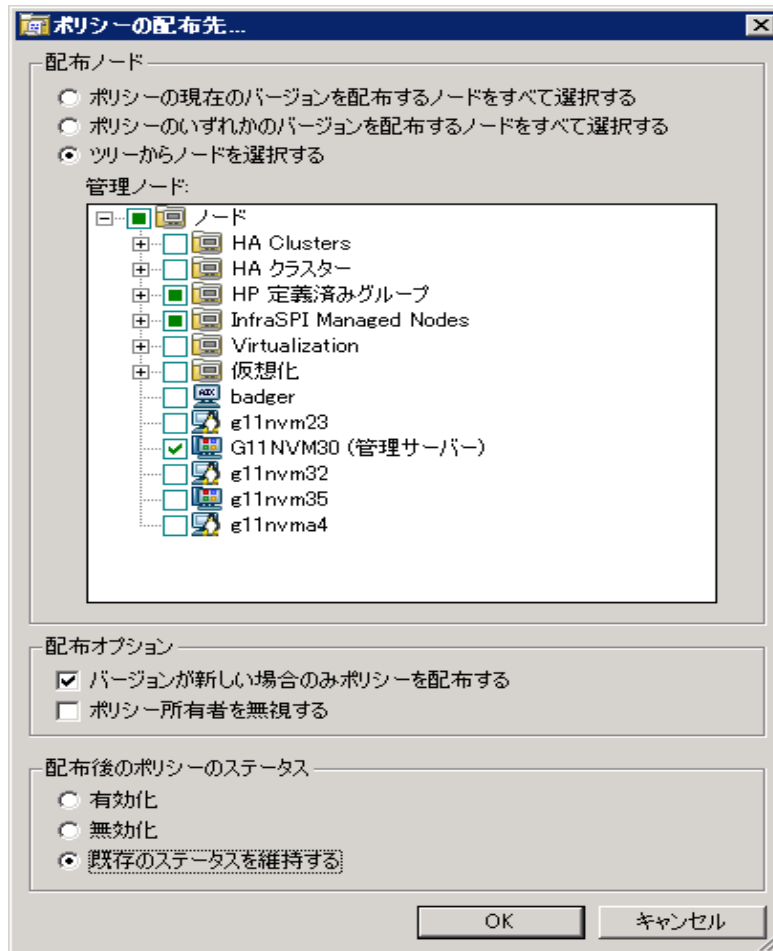 ポリシーの配布先...
配布ノード
ポリシーの現在のバージョンを配布するノードをすべて選択する
ポリシーのいずれかのバージョンを配布するノードをすべて選択する
ツリーからノードを選択する
管理ノード:
ノード
HA Clusters
HA クラスター
HP 定義済みグループ
InfraSPI Managed Nodes
Virtualization
仮想化
badger
g11nvm23
G11NVM30 (管理サーバー)
g11nvm32
g11nvm35
g11nvma4
配布オプション
バージョンが新しい場合のみポリシーを配布する
ポリシー所有者を無視する
配布後のポリシーのステータス
有効化
無効化
既存のステータスを維持する
OK キャンセル